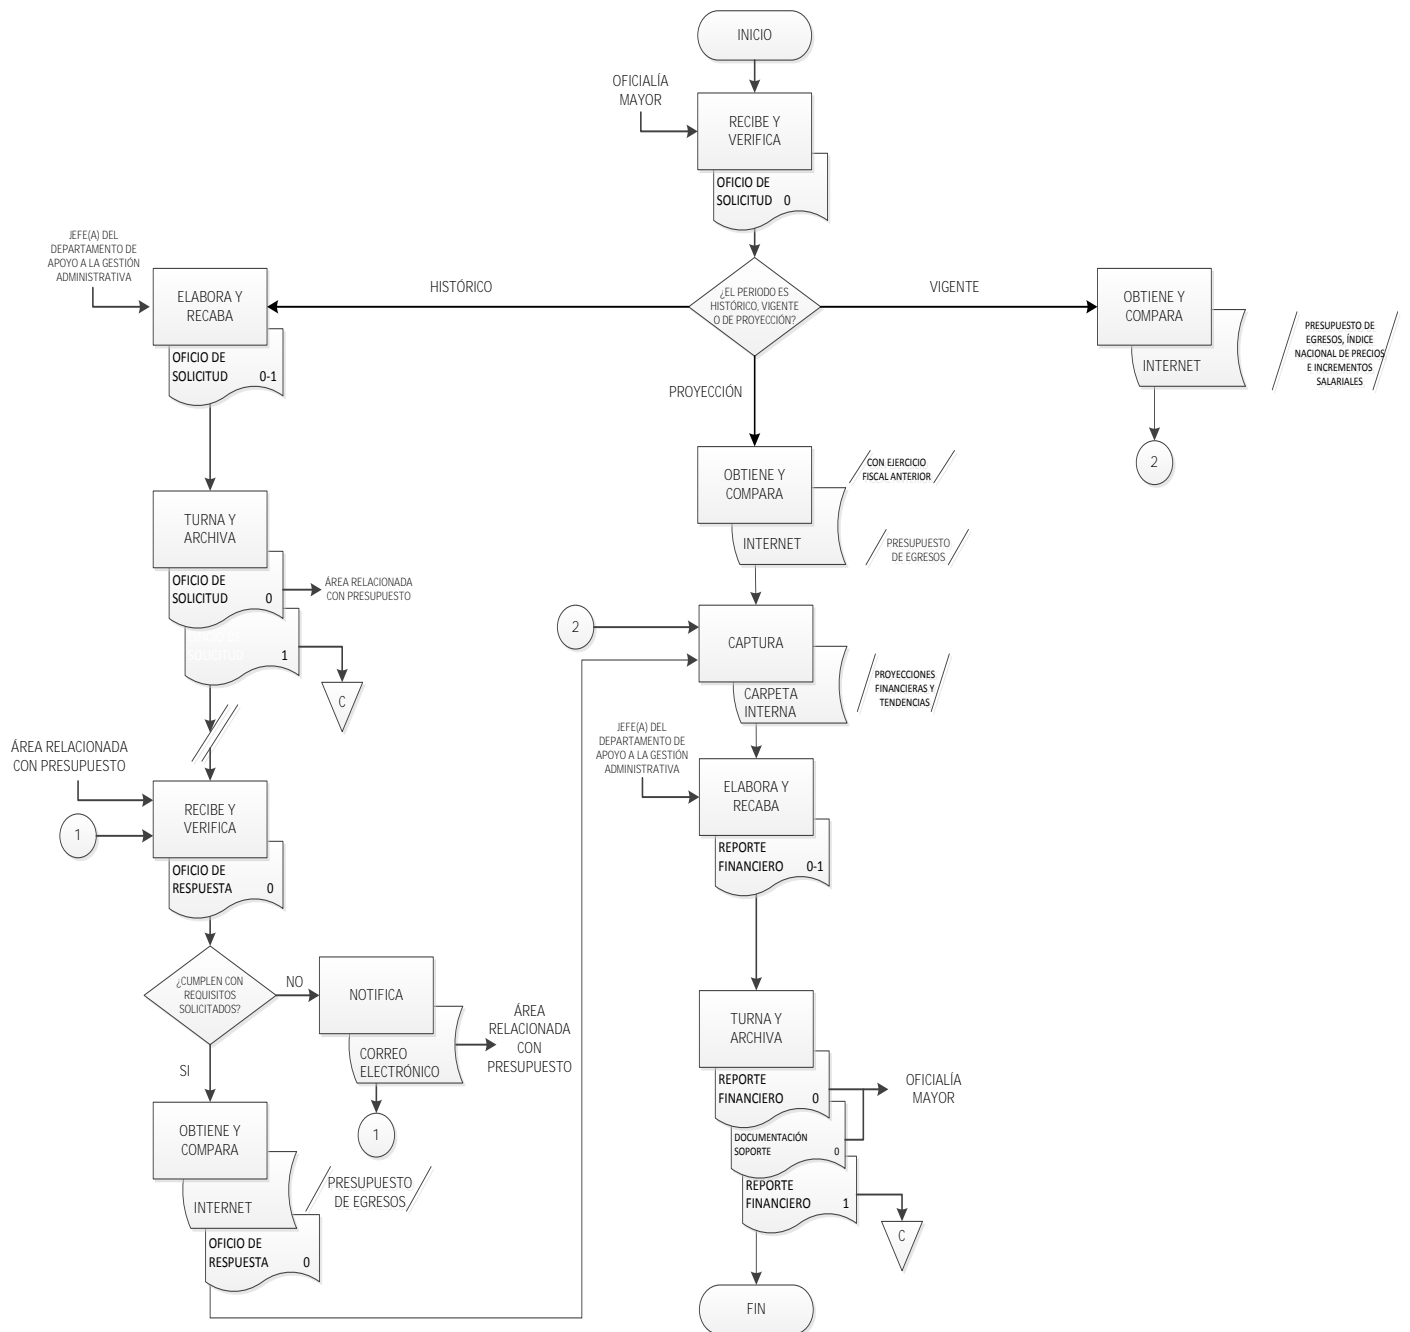 INICIO
OFICIALÍA
MAYOR
RECIBE Y
VERIFICA
OFICIO DE
SOLICITUD 0
¿EL PERIODO ES
HISTÓRICO, VIGENTE
O DE PROYECCIÓN?
HISTÓRICO
VIGENTE
PROYECCIÓN
JEFE(A) DEL
DEPARTAMENTO DE
APOYO A LA GESTIÓN
ADMINISTRATIVA
ELABORA Y
RECABA
OFICIO DE
SOLICITUD 0-1
TURNA Y
ARCHIVA
OFICIO DE
SOLICITUD 0
ÁREA RELACIONADA
CON PRESUPUESTO
OFICIO DE
SOLICITUD 1
C
ÁREA RELACIONADA
CON PRESUPUESTO
1
RECIBE Y
VERIFICA
OFICIO DE
RESPUESTA 0
¿CUMPLEN CON
REQUISITOS
SOLICITADOS?
NO
NOTIFICA
CORREO
ELECTRÓNICO
ÁREA
RELACIONADA
CON
PRESUPUESTO
1
SI
OBTIENE Y
COMPARA
INTERNET
PRESUPUESTO
DE EGRESOS
OFICIO DE
RESPUESTA 0
OBTIENE Y
COMPARA
INTERNET
PRESUPUESTO DE
EGRESOS, ÍNDICE
NACIONAL DE PRECIOS
E INCREMENTOS
SALARIALES
2
OBTIENE Y
COMPARA
CON EJERCICIO
FISCAL ANTERIOR
INTERNET
PRESUPUESTO
DE EGRESOS
2
CAPTURA
CARPETA
INTERNA
PROYECCIONES
FINANCIERAS Y
TENDENCIAS
JEFE(A) DEL
DEPARTAMENTO DE
APOYO A LA GESTIÓN
ADMINISTRATIVA
ELABORA Y
RECABA
REPORTE
FINANCIERO 0-1
TURNA Y
ARCHIVA
REPORTE
FINANCIERO 0
OFICIALÍA
MAYOR
DOCUMENTACIÓN
SOPORTE 0
REPORTE
FINANCIERO 1
C
FIN